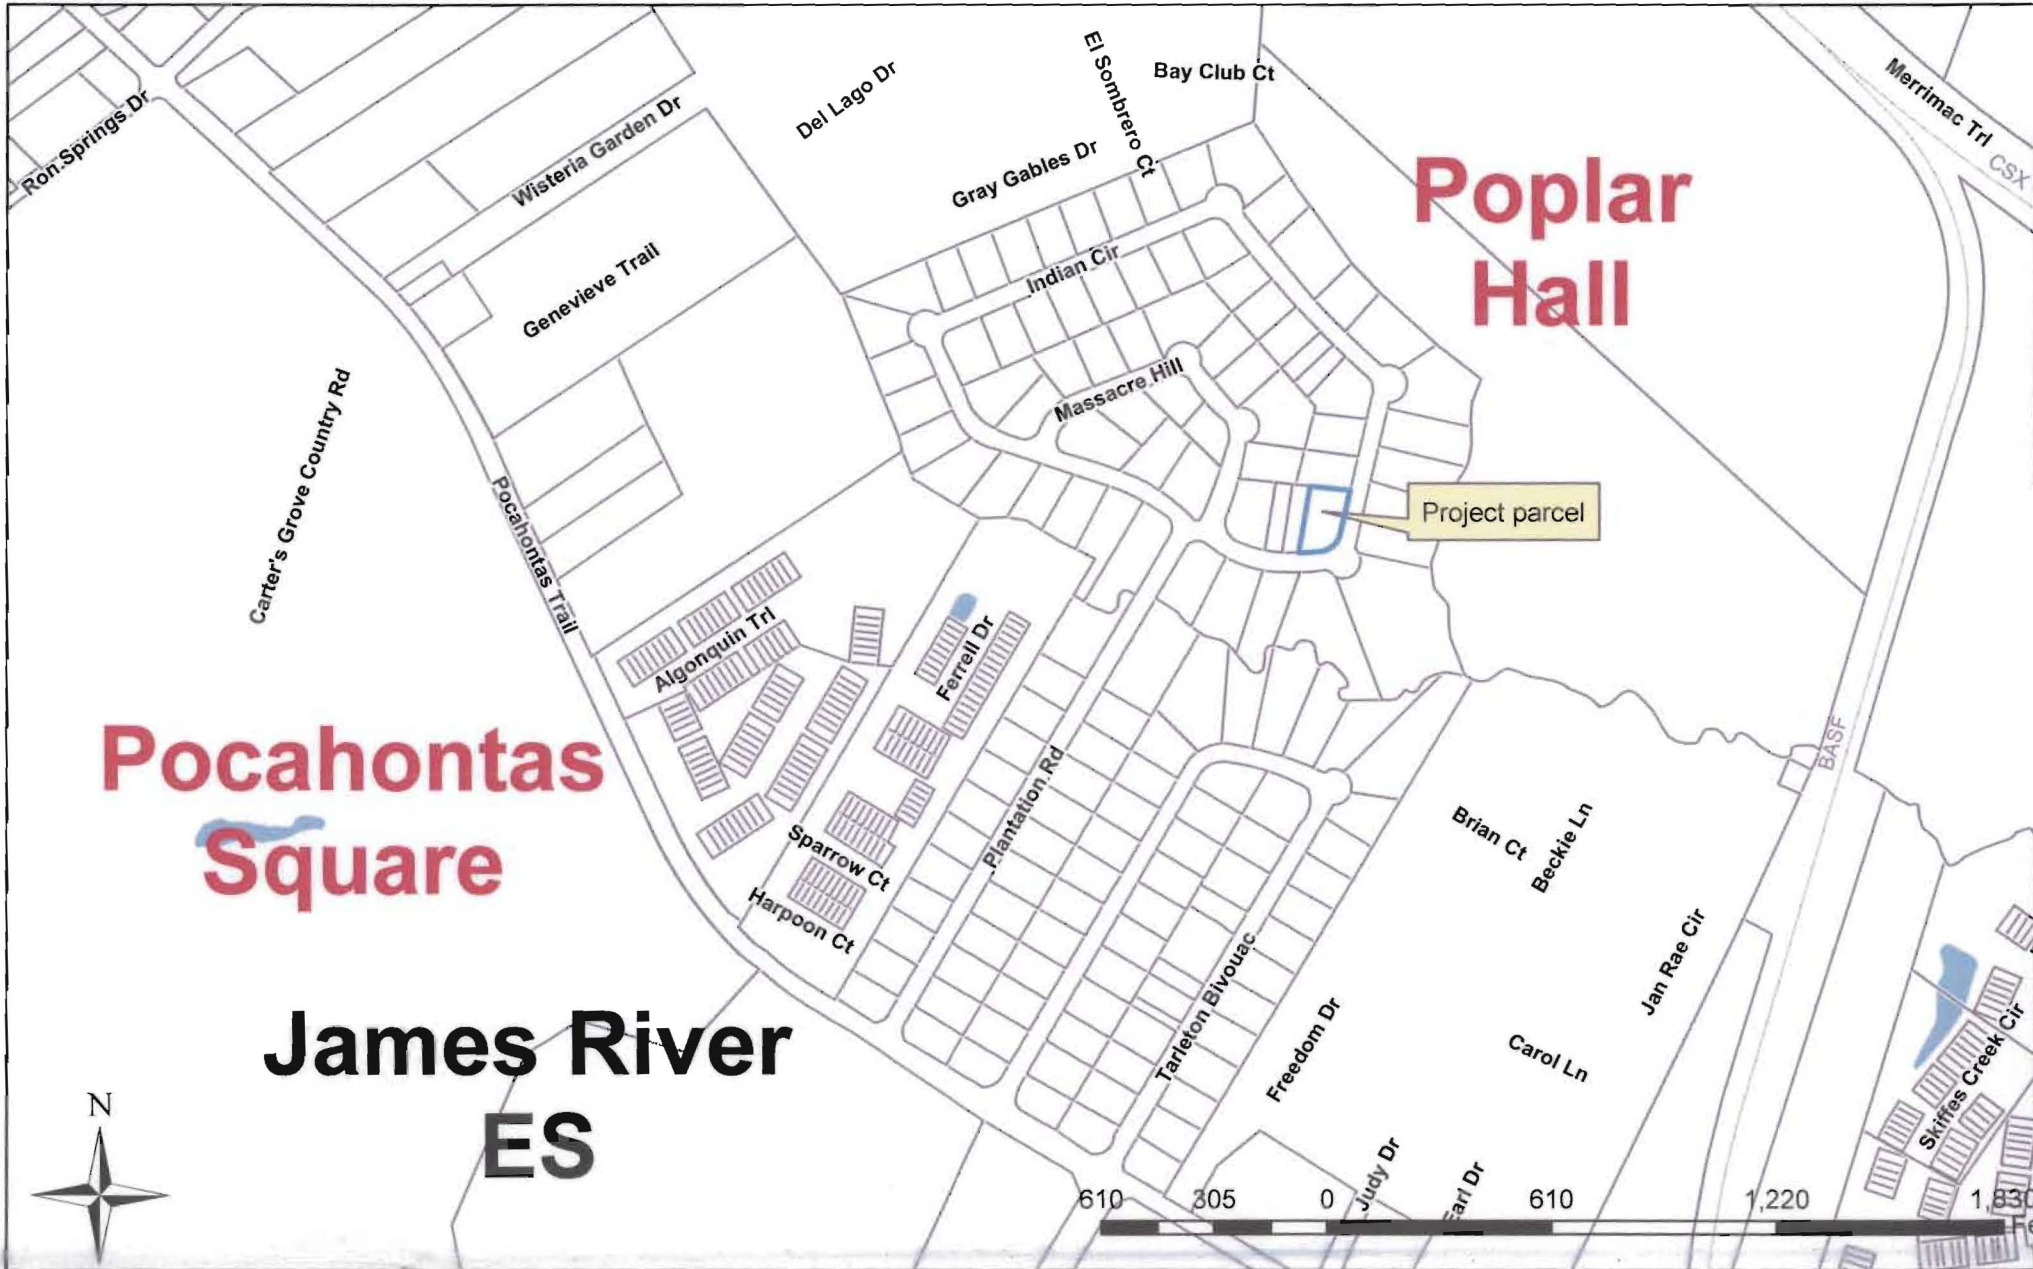 El Sombrero Ct
Bay Club Ct
Del Lago Dr
Merrimac Trl
CSX
Ron Springs Dr
Wisteria Garden Dr
Gray Gables Dr
Poplar
Hall
Indian Cir
Genevieve Trail
Massacre Hill
Carter's Grove Country Rd
Pocahontas Trail
Project parcel
Algonquin Trl
Ferrell Dr
Pocahontas
Square
Plantation Rd
BASF
Brian Ct
Beckie Ln
Sparrow Ct
Harpoon Ct
Tarleton Bivouac
Jan Rae Cir
Freedom Dr
Carol Ln
Skiffes Creek Cir
James River
ES
N
Judy Dr
Earl Dr
610 305 0 610 1,220 1,830